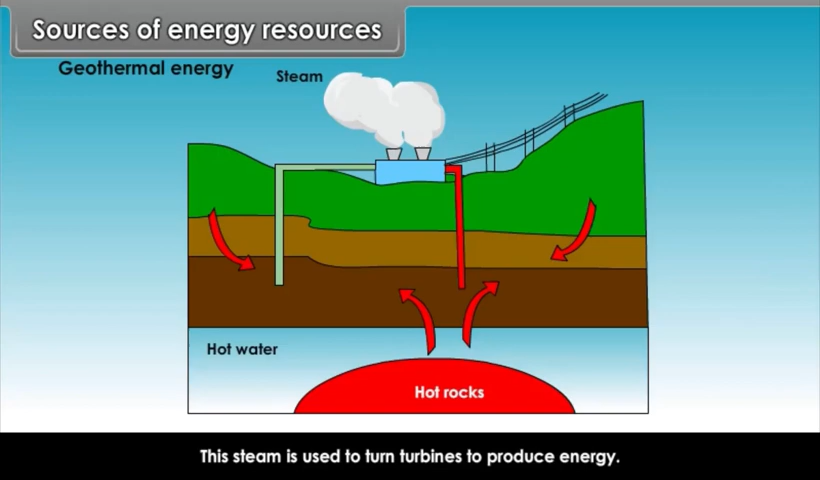 Sources of energy resources
Geothermal energy
Steam
Hot water
Hot rocks
This steam is used to turn turbines to produce energy.